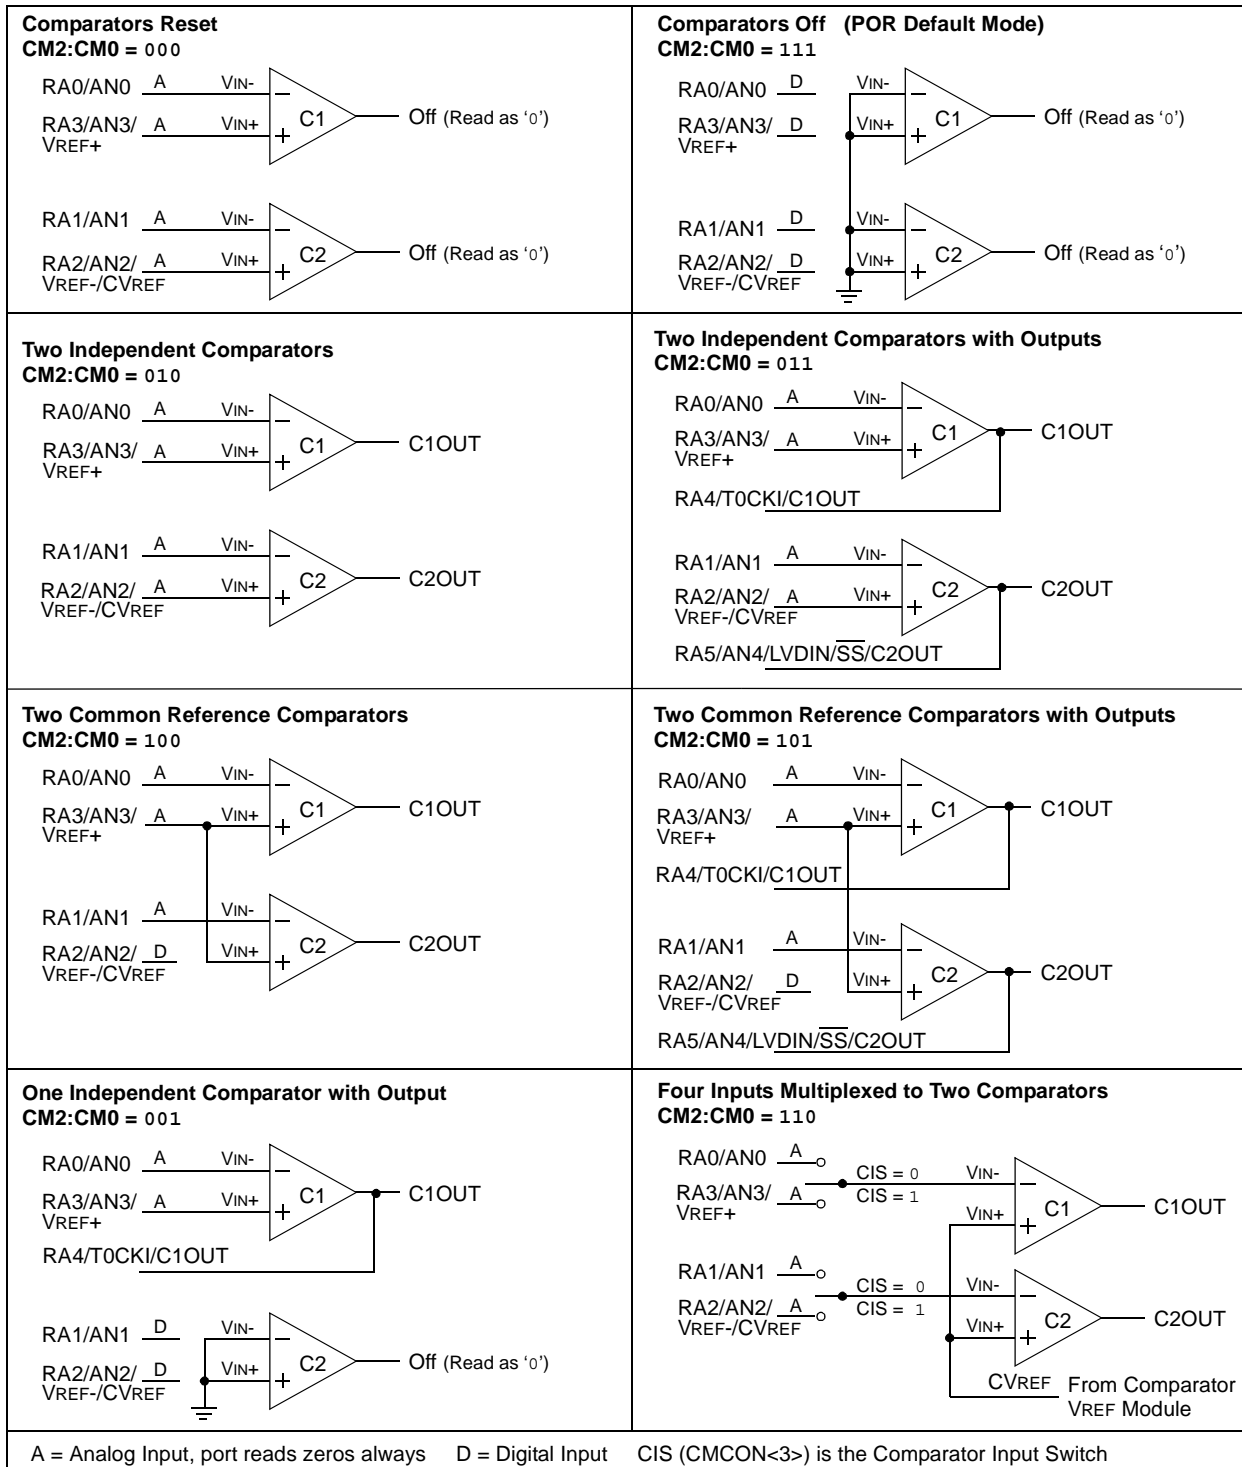 Comparators Reset
CM2:CM0 = 000
RA0/AN0 A VIN-
C1
Off (Read as ‘0’)
RA3/AN3/ A VIN+
VREF+
RA1/AN1 A VIN-
C2
Off (Read as ‘0’)
RA2/AN2/ A VIN+
VREF-/CVREF
Comparators Off (POR Default Mode)
CM2:CM0 = 111
RA0/AN0 D VIN-
C1
Off (Read as ‘0’)
RA3/AN3/ D VIN+
VREF+
RA1/AN1 D VIN-
C2
Off (Read as ‘0’)
RA2/AN2/ D VIN+
VREF-/CVREF
Two Independent Comparators
CM2:CM0 = 010
RA0/AN0 A VIN-
C1
C1OUT
RA3/AN3/ A VIN+
VREF+
RA1/AN1 A VIN-
C2
C2OUT
RA2/AN2/ A VIN+
VREF-/CVREF
Two Independent Comparators with Outputs
CM2:CM0 = 011
RA0/AN0 A VIN-
C1
C1OUT
RA3/AN3/ A VIN+
VREF+
RA4/T0CKI/C1OUT
RA1/AN1 A VIN-
C2
C2OUT
RA2/AN2/ A VIN+
VREF-/CVREF
RA5/AN4/LVDIN/S̅S̅/C2OUT
Two Common Reference Comparators
CM2:CM0 = 100
RA0/AN0 A VIN-
C1
C1OUT
RA3/AN3/ A VIN+
VREF+
RA1/AN1 A VIN-
C2
C2OUT
RA2/AN2/ D VIN+
VREF-/CVREF
Two Common Reference Comparators with Outputs
CM2:CM0 = 101
RA0/AN0 A VIN-
C1
C1OUT
RA3/AN3/ A VIN+
VREF+
RA4/T0CKI/C1OUT
RA1/AN1 A VIN-
C2
C2OUT
RA2/AN2/ D VIN+
VREF-/CVREF
RA5/AN4/LVDIN/S̅S̅/C2OUT
One Independent Comparator with Output
CM2:CM0 = 001
RA0/AN0 A VIN-
C1
C1OUT
RA3/AN3/ A VIN+
VREF+
RA4/T0CKI/C1OUT
RA1/AN1 D VIN-
C2
Off (Read as ‘0’)
RA2/AN2/ D VIN+
VREF-/CVREF
Four Inputs Multiplexed to Two Comparators
CM2:CM0 = 110
RA0/AN0 A
CIS = 0 VIN-
RA3/AN3/ A CIS = 1
VREF+
VIN+
C1
C1OUT
RA1/AN1 A
CIS = 0 VIN-
RA2/AN2/ A CIS = 1
VREF-/CVREF
VIN+
C2
C2OUT
CVREF From Comparator
VREF Module
A = Analog Input, port reads zeros always D = Digital Input CIS (CMCON<3>) is the Comparator Input Switch